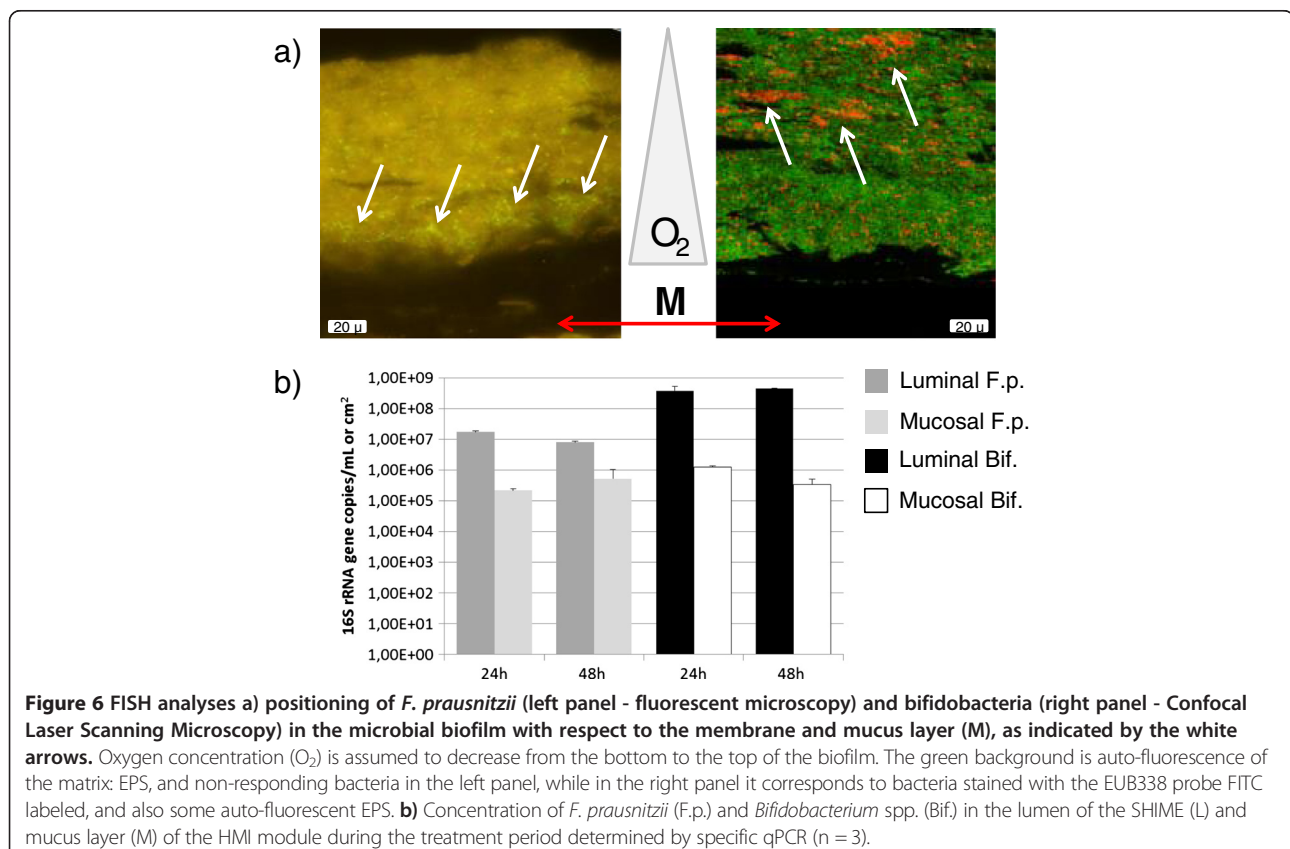 a)
O2
M
20 µ
20 µ
b)
16S rRNA gene copies/mL or cm²
1,00E+09
1,00E+08
1,00E+07
1,00E+06
1,00E+05
1,00E+04
1,00E+03
1,00E+02
1,00E+01
1,00E+00
24h 48h 24h 48h
Luminal F.p.
Mucosal F.p.
Luminal Bif.
Mucosal Bif.
Figure 6 FISH analyses a) positioning of F. prausnitzii (left panel - fluorescent microscopy) and bifidobacteria (right panel - Confocal
Laser Scanning Microscopy) in the microbial biofilm with respect to the membrane and mucus layer (M), as indicated by the white
arrows. Oxygen concentration (O2) is assumed to decrease from the bottom to the top of the biofilm. The green background is auto-fluorescence of
the matrix: EPS, and non-responding bacteria in the left panel, while in the right panel it corresponds to bacteria stained with the EUB338 probe FITC
labeled, and also some auto-fluorescent EPS. b) Concentration of F. prausnitzii (F.p.) and Bifidobacterium spp. (Bif.) in the lumen of the SHIME (L) and
mucus layer (M) of the HMI module during the treatment period determined by specific qPCR (n = 3).